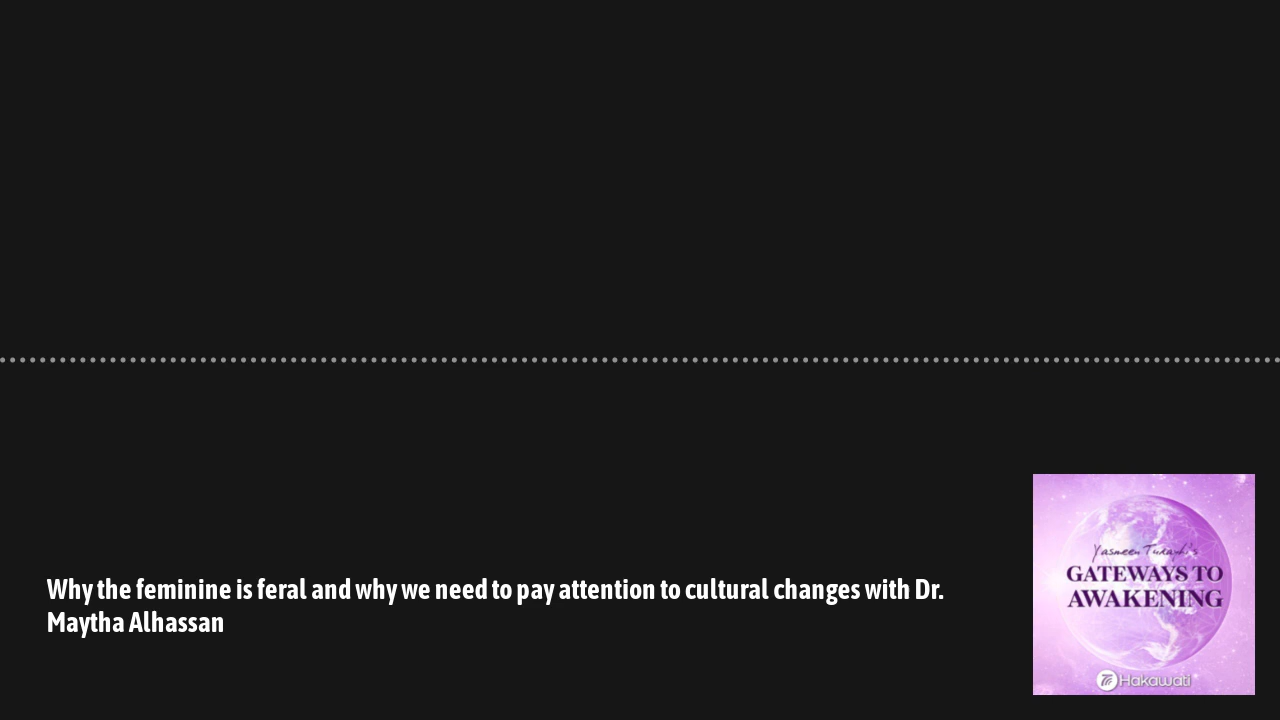 Why the feminine is feral and why we need to pay attention to cultural changes with Dr.
Maytha Alhassan
Yasmeen Turayhi's
GATEWAYS TO
AWAKENING
Hakawati